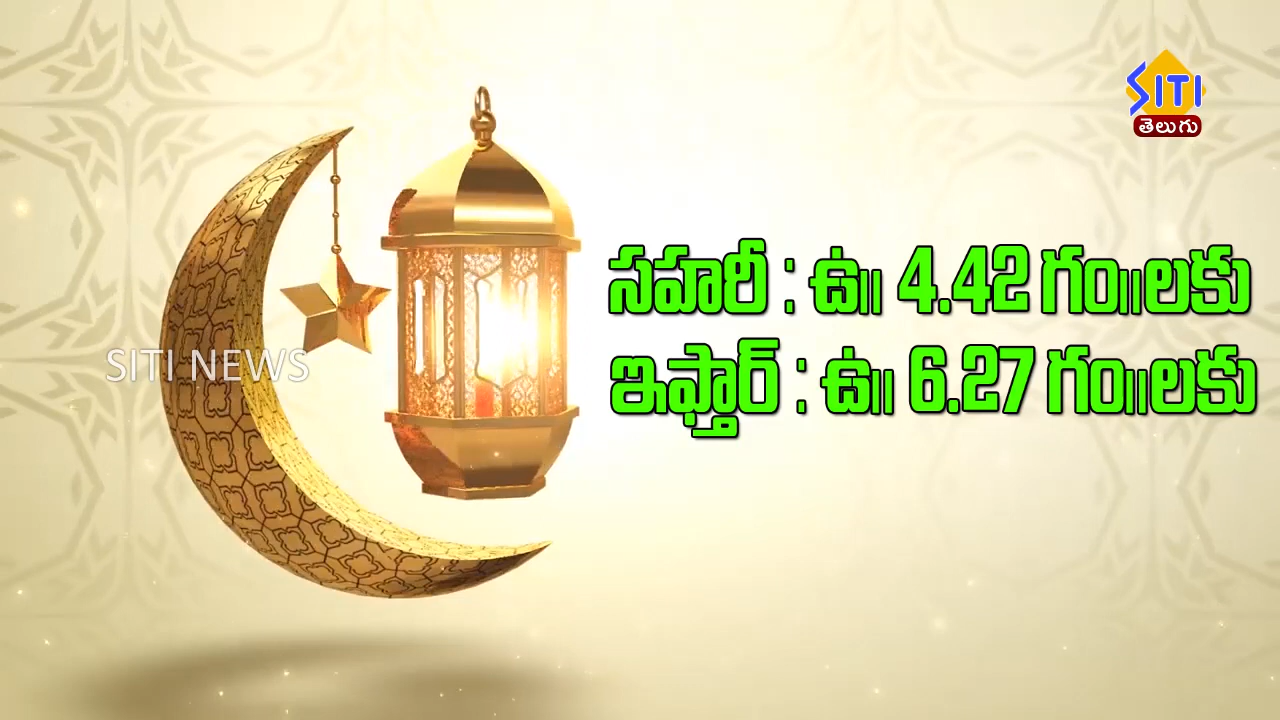 SITI
తెలుగు
సహరీ : ఉ॥ 4.42 గం॥లకు
ఇఫ్తార్ : ఉ॥ 6.27 గం॥లకు
SITI NEWS